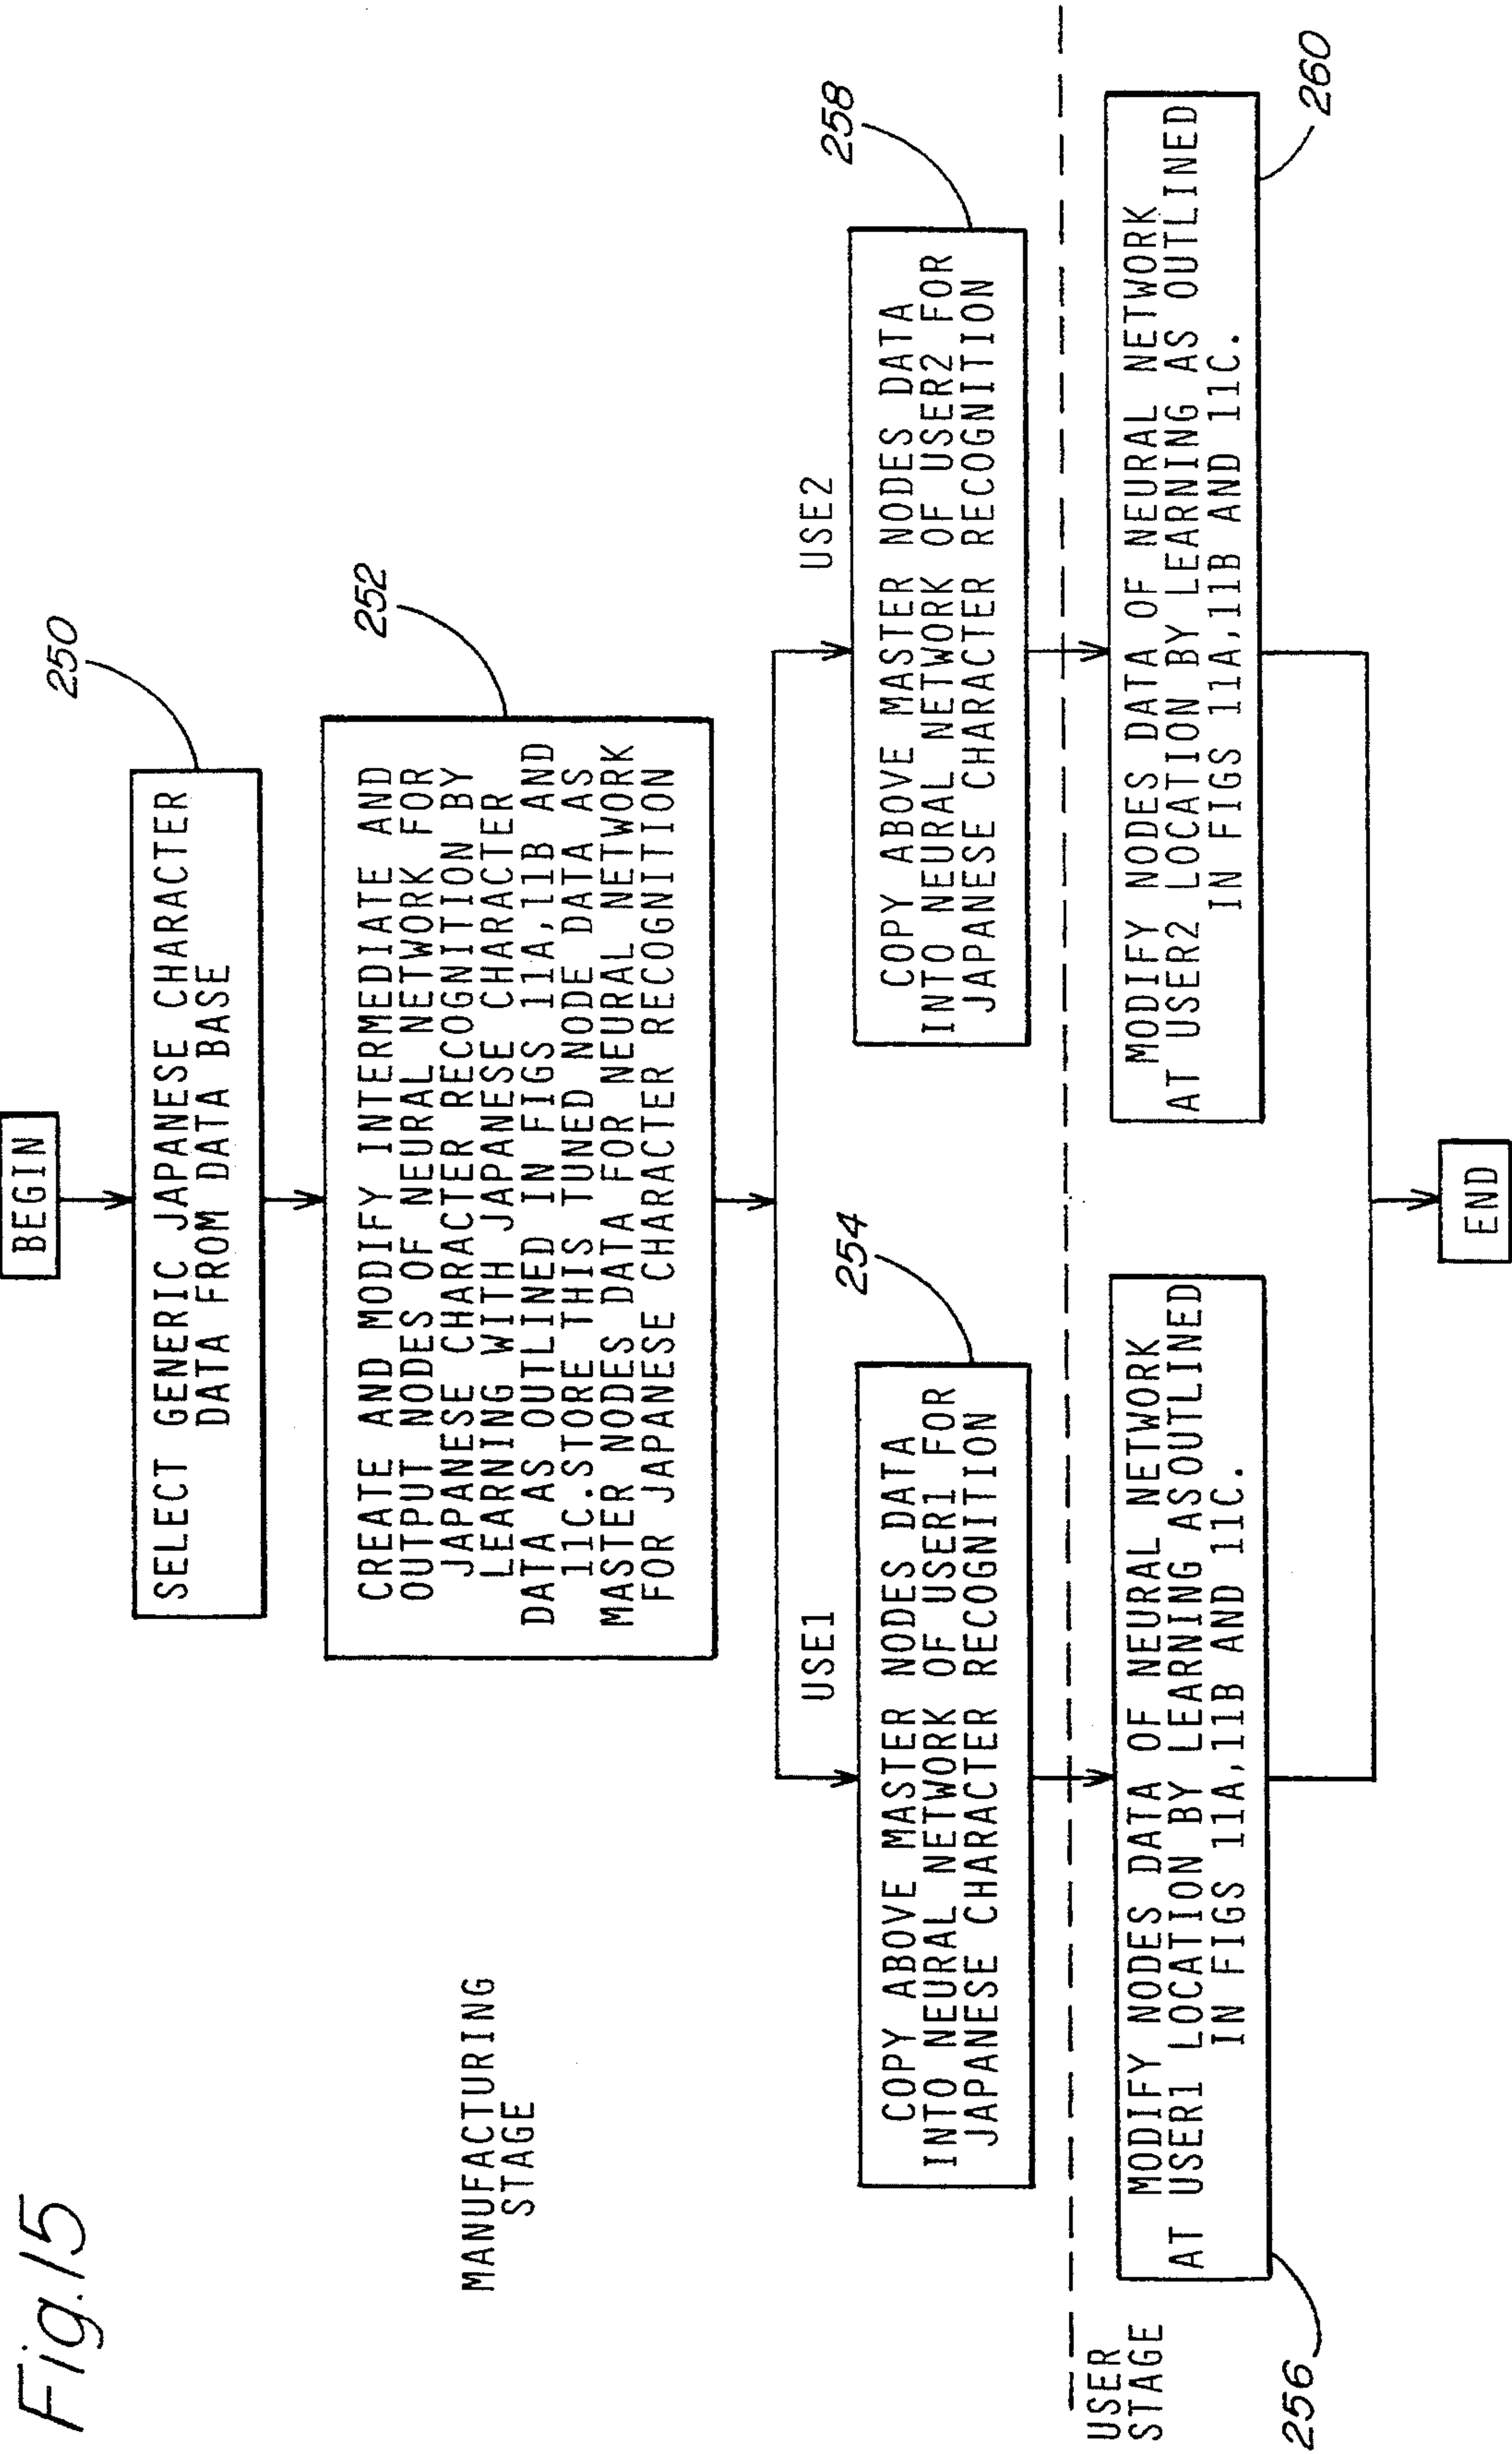 Fig.15
BEGIN
250
SELECT GENERIC JAPANESE CHARACTER
DATA FROM DATA BASE
252
CREATE AND MODIFY INTERMEDIATE AND
OUTPUT NODES OF NEURAL NETWORK FOR
JAPANESE CHARACTER RECOGNITION BY
LEARNING WITH JAPANESE CHARACTER
DATA AS OUTLINED IN FIGS 11A,11B AND
11C.STORE THIS TUNED NODE DATA AS
MASTER NODES DATA FOR NEURAL NETWORK
FOR JAPANESE CHARACTER RECOGNITION
MANUFACTURING
STAGE
USE1
254
COPY ABOVE MASTER NODES DATA
INTO NEURAL NETWORK OF USER1 FOR
JAPANESE CHARACTER RECOGNITION
USE2
258
COPY ABOVE MASTER NODES DATA
INTO NEURAL NETWORK OF USER2 FOR
JAPANESE CHARACTER RECOGNITION
USER
STAGE
256
MODIFY NODES DATA OF NEURAL NETWORK
AT USER1 LOCATION BY LEARNING ASOUTLINED
IN FIGS 11A,11B AND 11C.
MODIFY NODES DATA OF NEURAL NETWORK
AT USER2 LOCATION BY LEARNING AS OUTLINED
IN FIGS 11A,11B AND 11C.
260
END